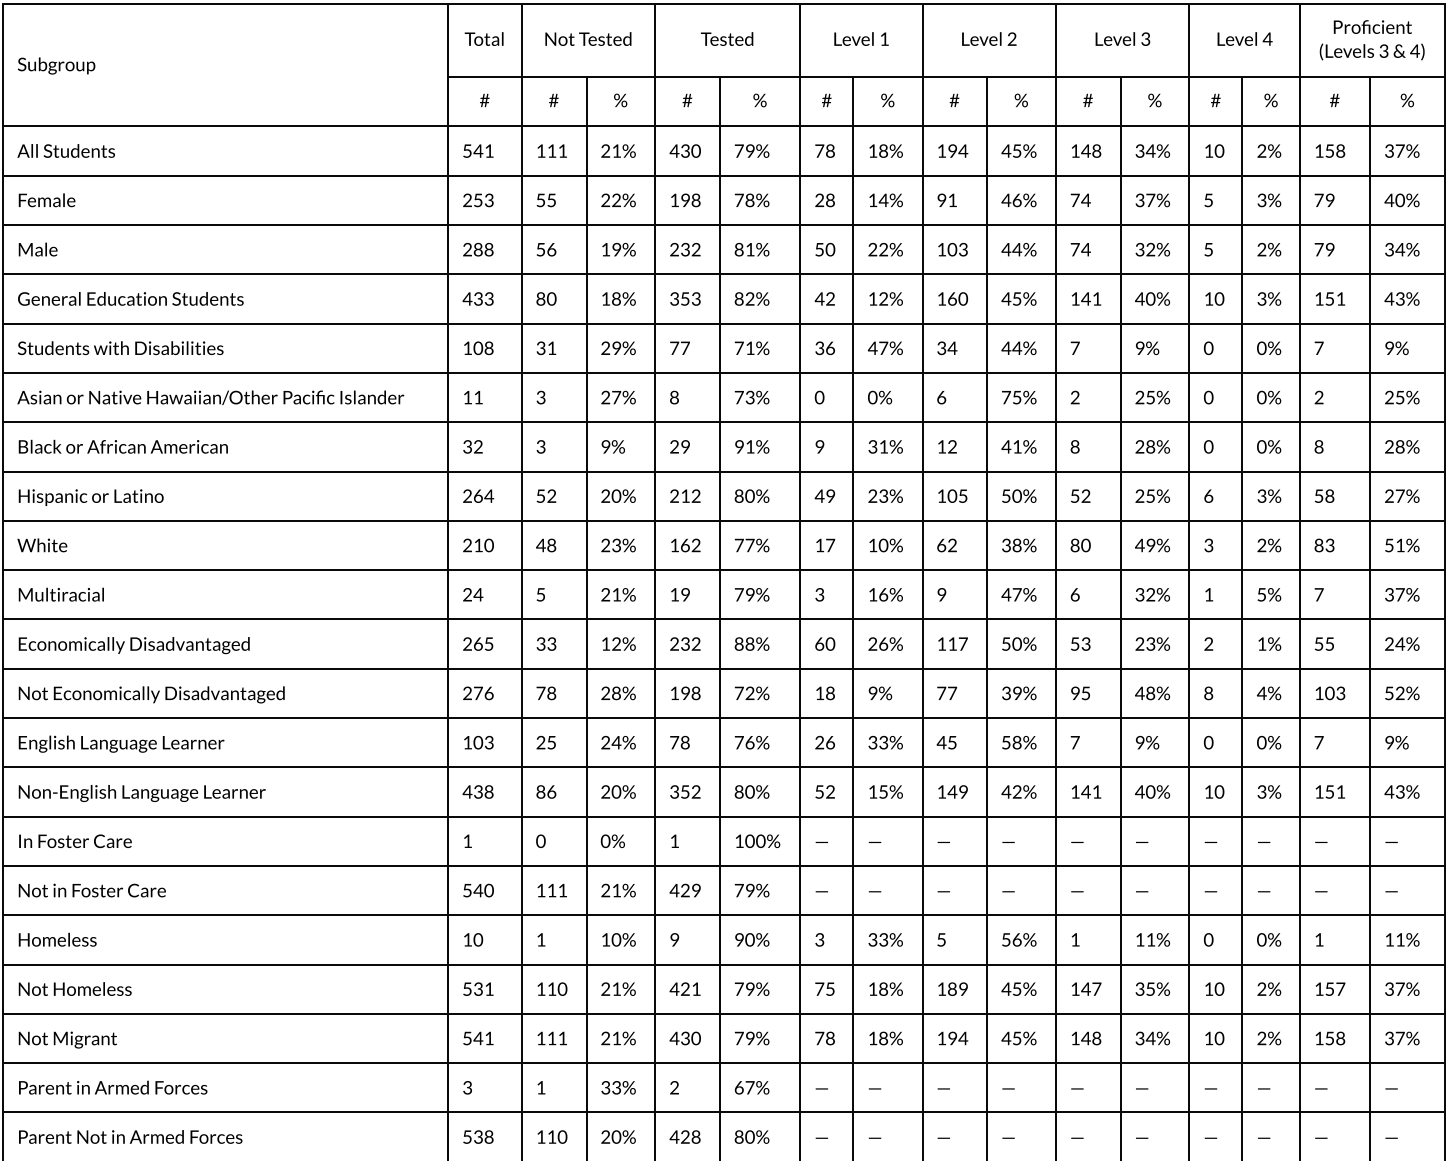 Subgroup Total Not Tested Tested Level 1 Level 2 Level 3 Level 4 Proficient
(Levels 3 & 4)
# # % # % # % # % # % # % # %
All Students 541 111 21% 430 79% 78 18% 194 45% 148 34% 10 2% 158 37%
Female 253 55 22% 198 78% 28 14% 91 46% 74 37% 5 3% 79 40%
Male 288 56 19% 232 81% 50 22% 103 44% 74 32% 5 2% 79 34%
General Education Students 433 80 18% 353 82% 42 12% 160 45% 141 40% 10 3% 151 43%
Students with Disabilities 108 31 29% 77 71% 36 47% 34 44% 7 9% 0 0% 7 9%
Asian or Native Hawaiian/Other Pacific Islander 11 3 27% 8 73% 0 0% 6 75% 2 25% 0 0% 2 25%
Black or African American 32 3 9% 29 91% 9 31% 12 41% 8 28% 0 0% 8 28%
Hispanic or Latino 264 52 20% 212 80% 49 23% 105 50% 52 25% 6 3% 58 27%
White 210 48 23% 162 77% 17 10% 62 38% 80 49% 3 2% 83 51%
Multiracial 24 5 21% 19 79% 3 16% 9 47% 6 32% 1 5% 7 37%
Economically Disadvantaged 265 33 12% 232 88% 60 26% 117 50% 53 23% 2 1% 55 24%
Not Economically Disadvantaged 276 78 28% 198 72% 18 9% 77 39% 95 48% 8 4% 103 52%
English Language Learner 103 25 24% 78 76% 26 33% 45 58% 7 9% 0 0% 7 9%
Non-English Language Learner 438 86 20% 352 80% 52 15% 149 42% 141 40% 10 3% 151 43%
In Foster Care 1 0 0% 1 100% — — — — — — — — — —
Not in Foster Care 540 111 21% 429 79% — — — — — — — — — —
Homeless 10 1 10% 9 90% 3 33% 5 56% 1 11% 0 0% 1 11%
Not Homeless 531 110 21% 421 79% 75 18% 189 45% 147 35% 10 2% 157 37%
Not Migrant 541 111 21% 430 79% 78 18% 194 45% 148 34% 10 2% 158 37%
Parent in Armed Forces 3 1 33% 2 67% — — — — — — — — — —
Parent Not in Armed Forces 538 110 20% 428 80% — — — — — — — — — —